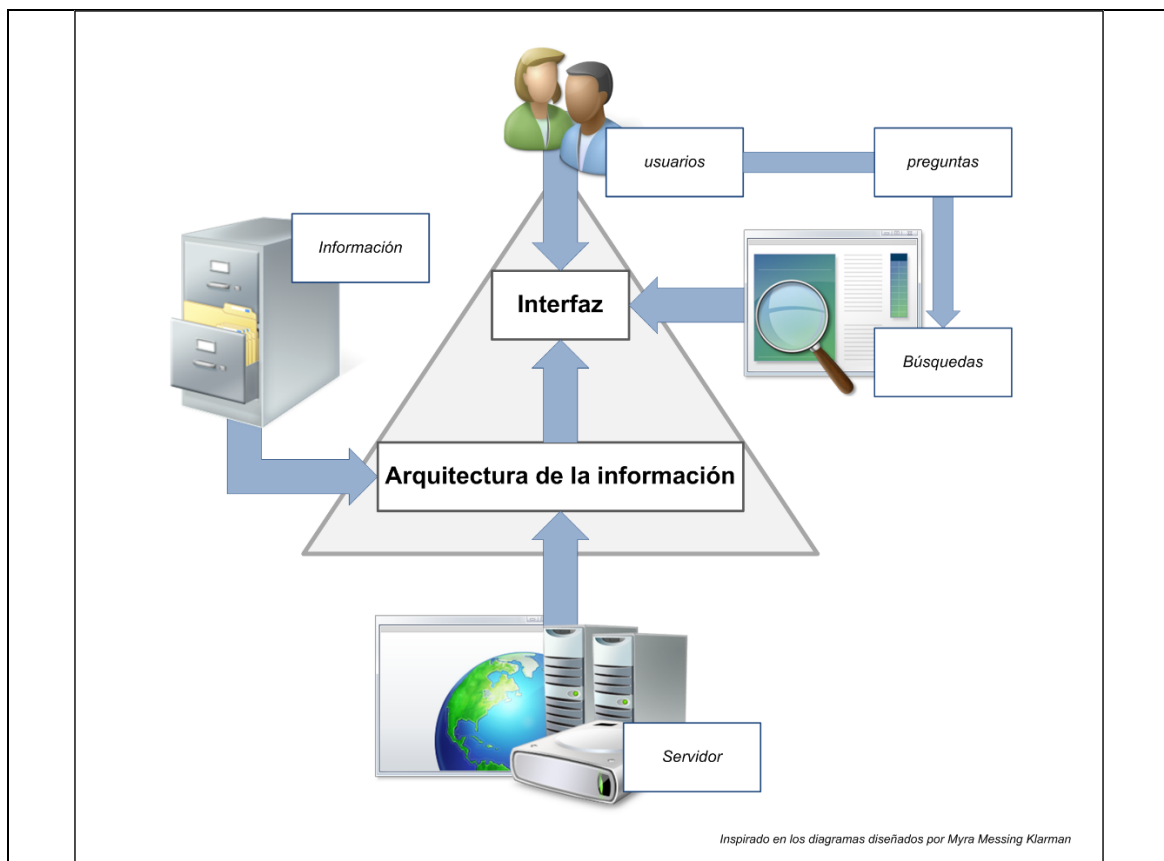 usuarios
preguntas
Información
Interfaz
Búsquedas
Arquitectura de la información
Servidor
Inspirado en los diagramas diseñados por Myra Messing Klarman